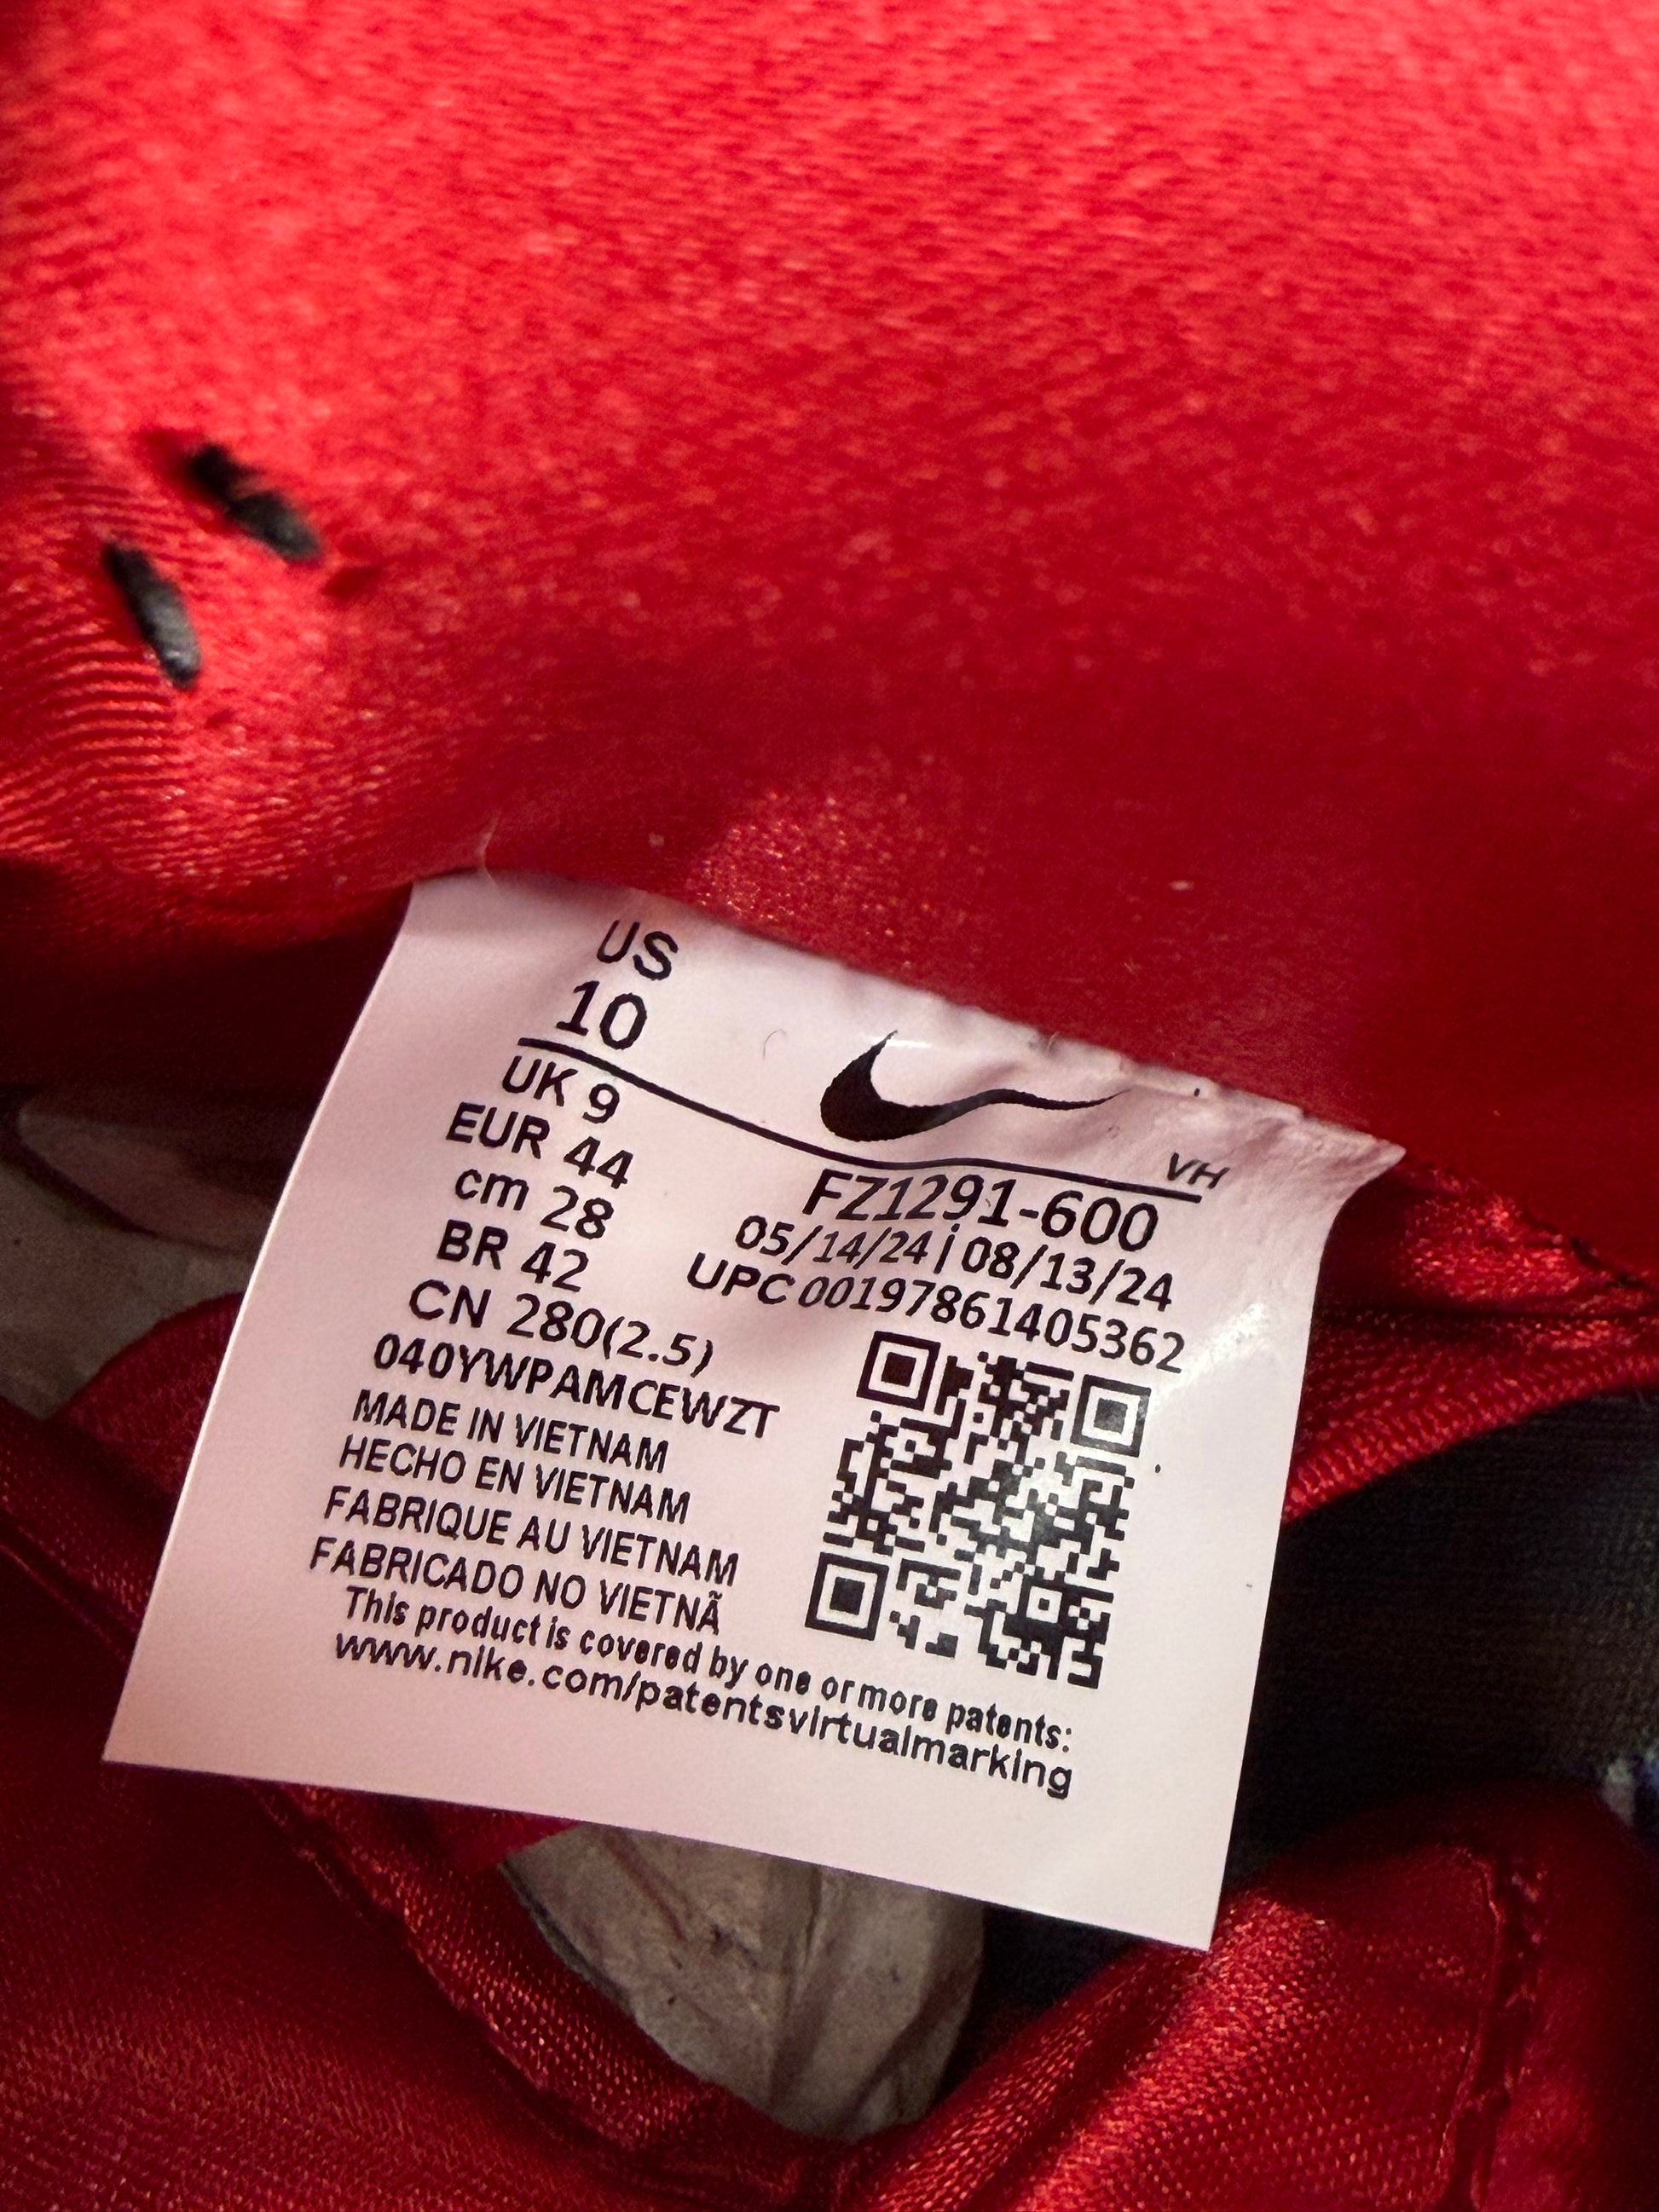 US
10
VH
UK 9
EUR 44
cm 28
BR 42
CN 280(2.5)
FZ1291-600
05/14/24 | 08/13/24
UPC 00197861405362
040YWPAMCEWZT
MADE IN VIETNAM
HECHO EN VIETNAM
FABRIQUE AU VIETNAM
FABRICADO NO VIETNÃ
This product is covered by one or more patents:
www.nike.com/patentsvirtualmarking